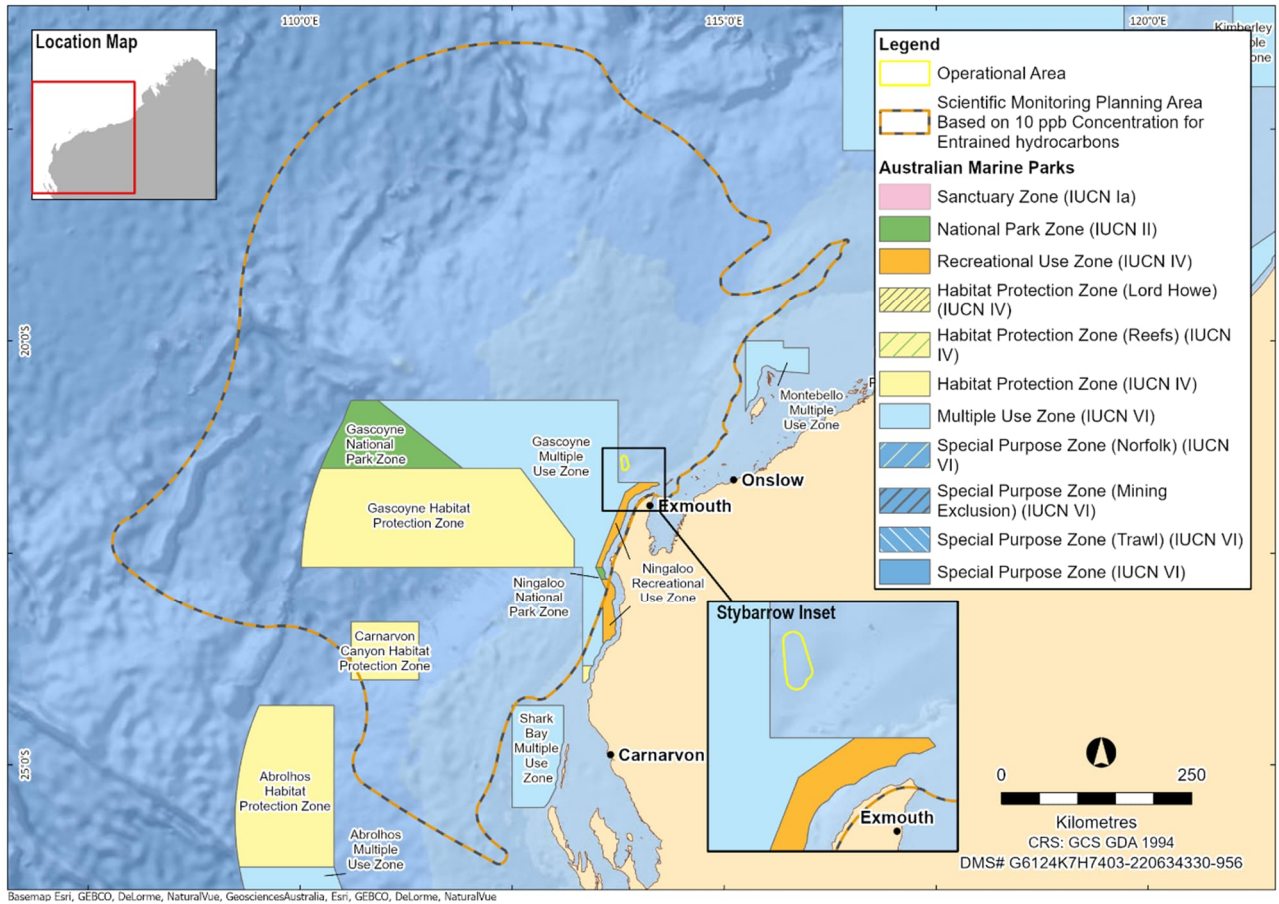 110°0'E
115°0'E
120°0'E
Location Map
Kimberley
Legend
Operational Area
Scientific Monitoring Planning Area
Based on 10 ppb Concentration for
Entrained hydrocarbons
Australian Marine Parks
Sanctuary Zone (IUCN Ia)
National Park Zone (IUCN II)
Recreational Use Zone (IUCN IV)
Habitat Protection Zone (Lord Howe)
(IUCN IV)
Habitat Protection Zone (Reefs) (IUCN
IV)
Habitat Protection Zone (IUCN IV)
Multiple Use Zone (IUCN VI)
Special Purpose Zone (Norfolk) (IUCN
VI)
Special Purpose Zone (Mining
Exclusion) (IUCN VI)
Special Purpose Zone (Trawl) (IUCN VI)
Special Purpose Zone (IUCN VI)
20°0'S
25°0'S
Montebello
Multiple
Use Zone
Gascoyne
National
Park Zone
Gascoyne
Multiple
Use Zone
Onslow
Exmouth
Gascoyne Habitat
Protection Zone
Ningaloo
National
Park Zone
Ningaloo
Recreational
Use Zone
Carnarvon
Canyon Habitat
Protection Zone
Shark
Bay
Multiple
Use
Zone
Carnarvon
Abrolhos
Habitat
Protection Zone
Abrolhos
Multiple
Use Zone
Stybarrow Inset
Exmouth
0 250
Kilometres
CRS: GCS GDA 1994
DMS# G6124K7H7403-220634330-956
Basemap Esri, GEBCO, DeLorme, NaturalVue, GeosciencesAustralia, Esri, GEBCO, DeLorme, NaturalVue